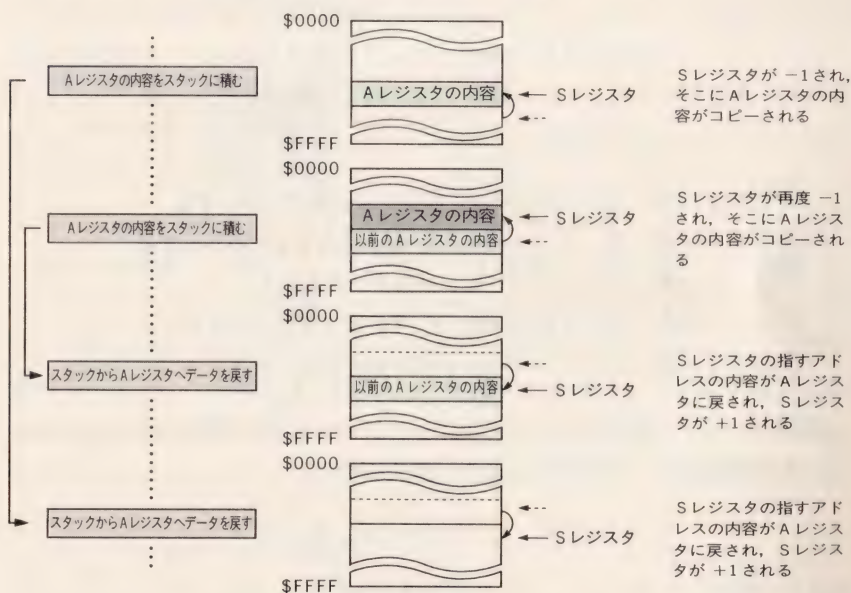 $0000
Aレジスタの内容をスタックに積む
Aレジスタの内容
Sレジスタ
Sレジスタが −1され,
そこにAレジスタの内
容がコピーされる
$FFFF
$0000
Aレジスタの内容をスタックに積む
Aレジスタの内容
以前のAレジスタの内容
Sレジスタ
Sレジスタが再度 −1
され, そこにAレジス
タの内容がコピーされ
る
$FFFF
$0000
スタックからAレジスタへデータを戻す
以前のAレジスタの内容
Sレジスタ
Sレジスタの指すアド
レスの内容がAレジス
タに戻され, Sレジス
タが +1される
$FFFF
$0000
スタックからAレジスタへデータを戻す
Sレジスタ
Sレジスタの指すアド
レスの内容がAレジス
タに戻され, Sレジス
タが +1される
$FFFF